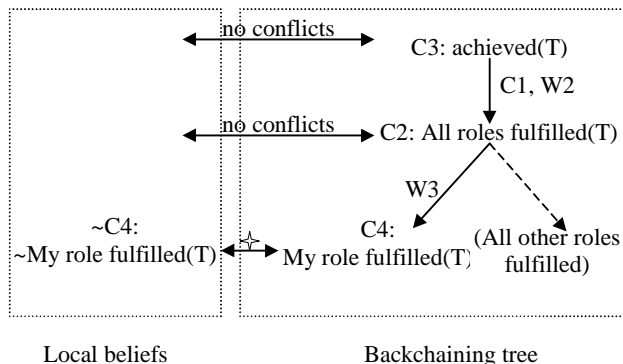 no conflicts
C3: achieved(T)
C1, W2
no conflicts
C2: All roles fulfilled(T)
W3
~C4:
~My role fulfilled(T)
C4:
My role fulfilled(T)
(All other roles
fulfilled)
Local beliefs
Backchaining tree